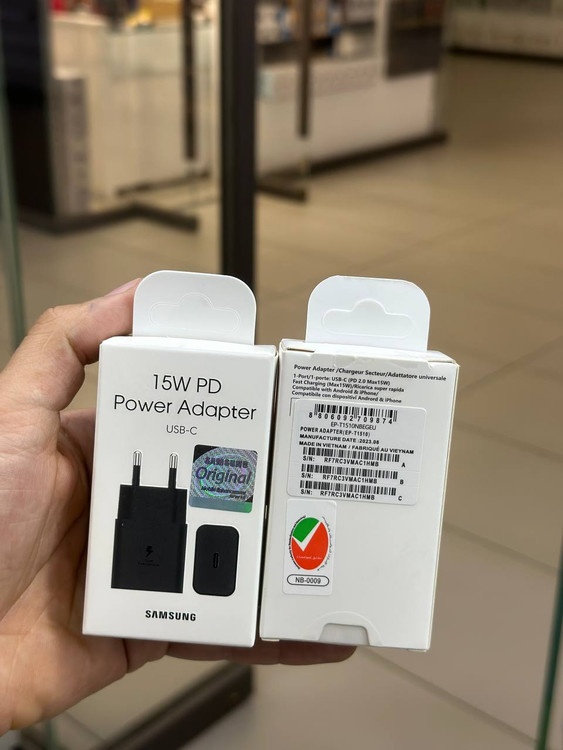 15W PD
Power Adapter
USB-C
SAMSUNG
Original
SAMSUNG
Power Adapter /Chargeur Secteur/Adattatore universale
1-Port/1-porte: USB-C (PD 2.0 Max15W)
Fast Charging (Max15W)/Ricarica super rapida
Compatible with Android & iPhone/
Compatibile con dispositivi Android & iPhone
8 806092 709874
EP-T1510NBEGEU
POWER ADAPTER(EP-T1510)
MANUFACTURE DATE :2023.08
MADE IN VIETNAM / FABRIQUÉ AU VIETNAM
S/N: RF7RC3VMAC1HMB A
S/N: RF7RC3VMAC1HMB B
S/N: RF7RC3VMAC1HMB C
NB-0009